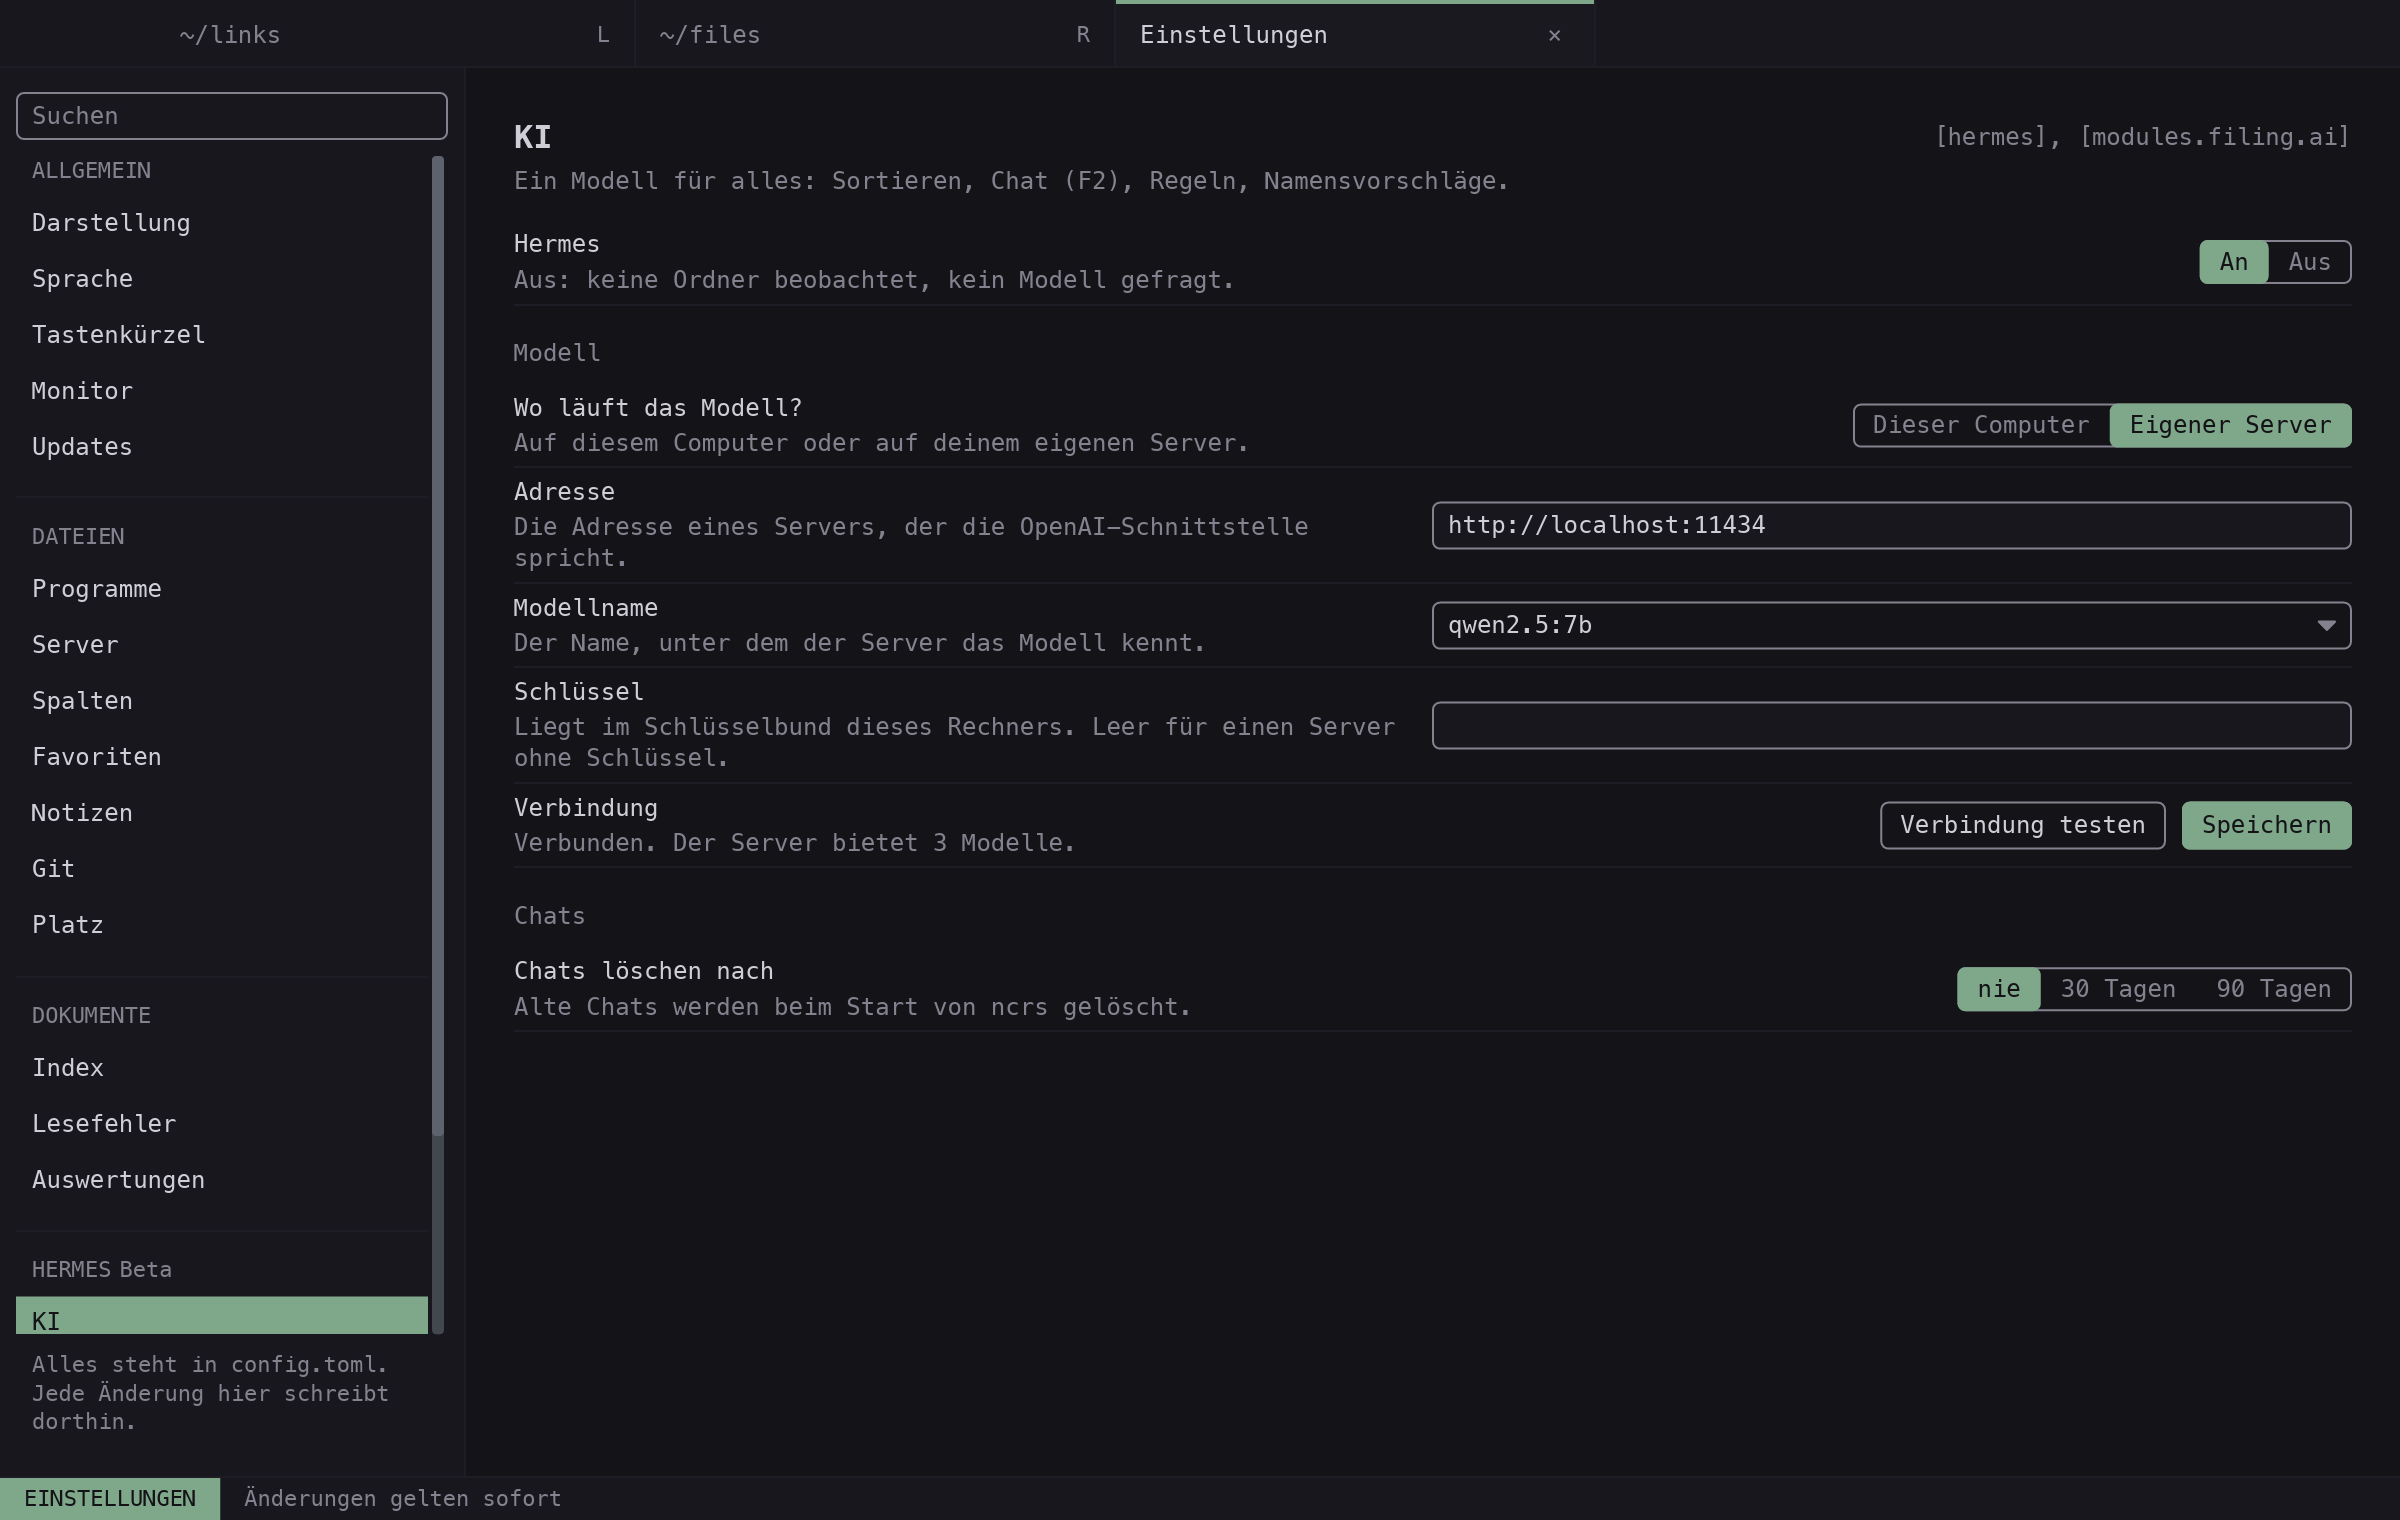 ~/links L ~/files R Einstellungen ×
Suchen
ALLGEMEIN
Darstellung
Sprache
Tastenkürzel
Monitor
Updates
DATEIEN
Programme
Server
Spalten
Favoriten
Notizen
Git
Platz
DOKUMENTE
Index
Lesefehler
Auswertungen
HERMES Beta
KI
Alles steht in config.toml.
Jede Änderung hier schreibt
dorthin.
KI [hermes], [modules.filing.ai]
Ein Modell für alles: Sortieren, Chat (F2), Regeln, Namensvorschläge.
Hermes
Aus: keine Ordner beobachtet, kein Modell gefragt.
An Aus
Modell
Wo läuft das Modell?
Auf diesem Computer oder auf deinem eigenen Server.
Dieser Computer Eigener Server
Adresse
Die Adresse eines Servers, der die OpenAI-Schnittstelle
spricht.
http://localhost:11434
Modellname
Der Name, unter dem der Server das Modell kennt.
qwen2.5:7b
Schlüssel
Liegt im Schlüsselbund dieses Rechners. Leer für einen Server
ohne Schlüssel.
Verbindung
Verbunden. Der Server bietet 3 Modelle.
Verbindung testen Speichern
Chats
Chats löschen nach
Alte Chats werden beim Start von ncrs gelöscht.
nie 30 Tagen 90 Tagen
EINSTELLUNGEN Änderungen gelten sofort